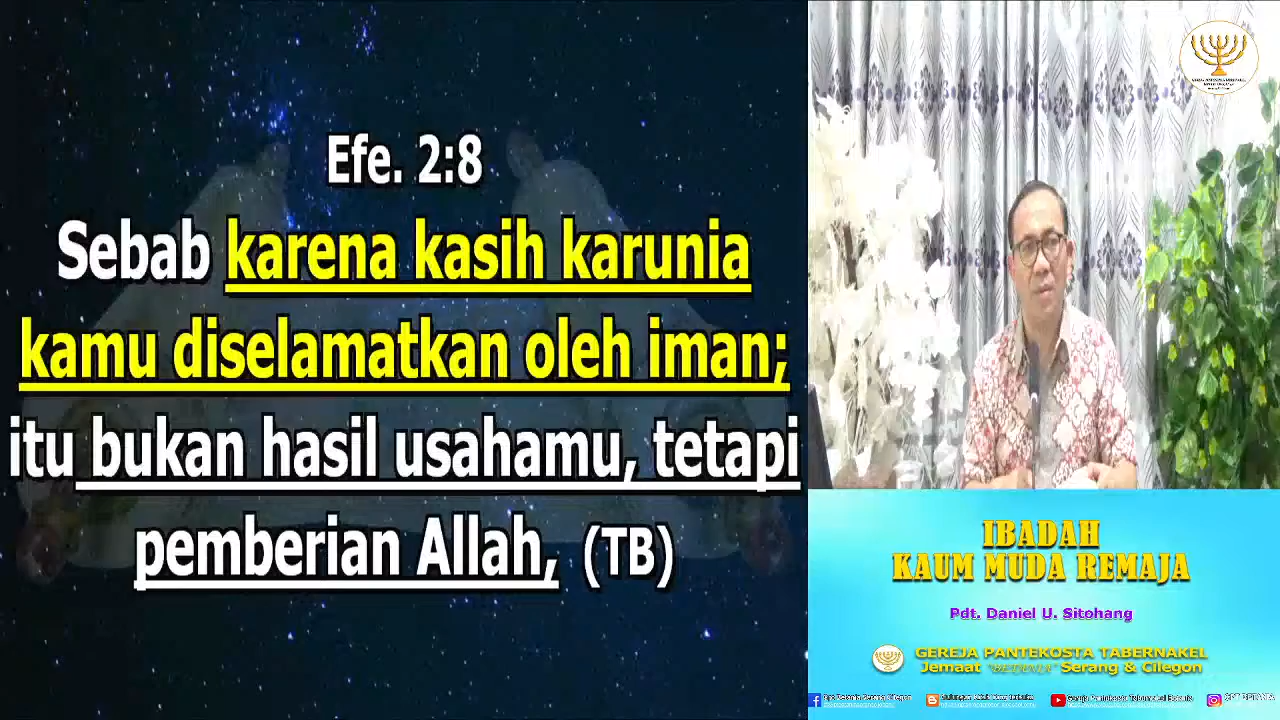 Efe. 2:8
Sebab karena kasih karunia
kamu diselamatkan oleh iman;
itu bukan hasil usahamu, tetapi
pemberian Allah, (TB)
IBADAH
KAUM MUDA REMAJA
Pdt. Daniel U. Sitohang
GEREJA PANTEKOSTA TABERNAKEL
Jemaat "BETANIA" Serang & Cilegon